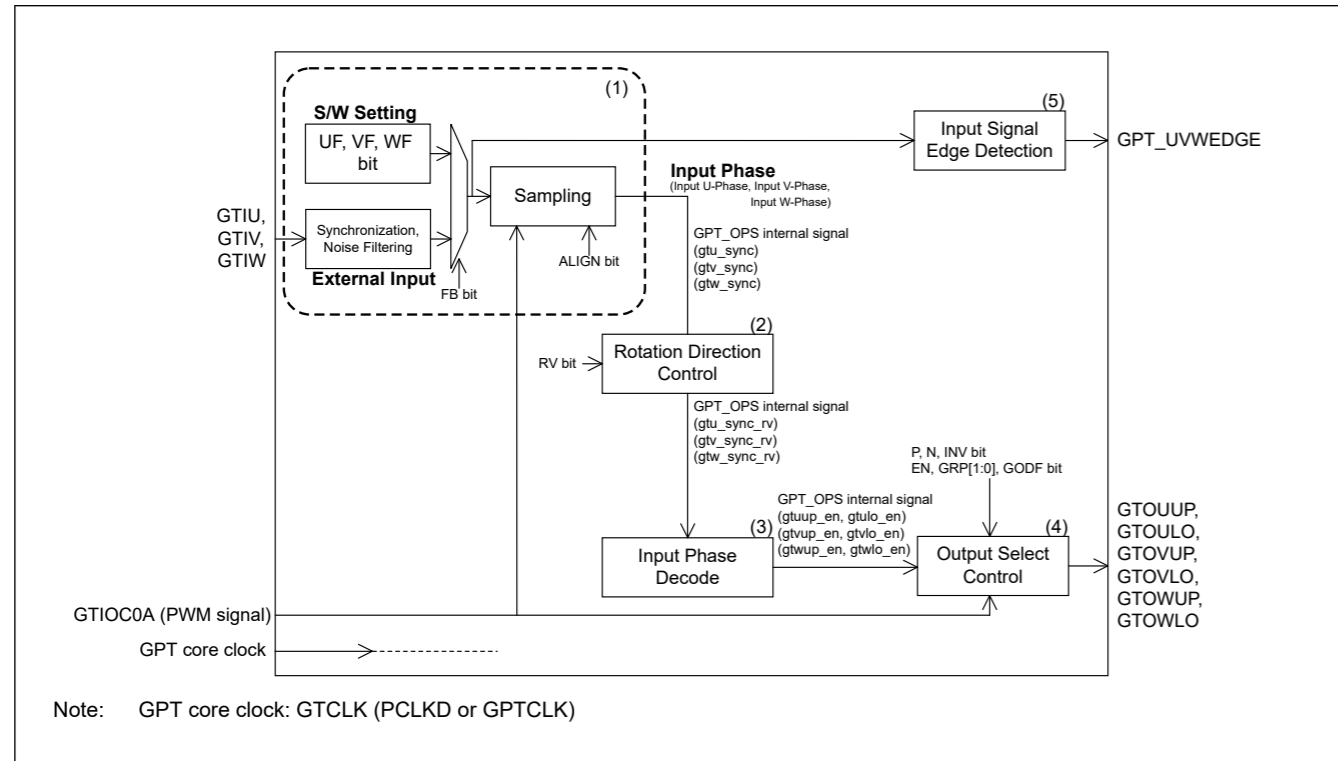 (1)
S/W Setting
UF, VF, WF
bit
GTIU,
GTIV,
GTIW
Synchronization,
Noise Filtering
External Input
FB bit
Sampling
ALIGN bit
Input Phase
(Input U-Phase, Input V-Phase,
Input W-Phase)
GPT_OPS internal signal
(gtu_sync)
(gtv_sync)
(gtw_sync)
(5)
Input Signal
Edge Detection
GPT_UVWEDGE
(2)
RV bit
Rotation Direction
Control
GPT_OPS internal signal
(gtu_sync_rv)
(gtv_sync_rv)
(gtw_sync_rv)
P, N, INV bit
EN, GRP[1:0], GODF bit
(3)
Input Phase
Decode
GPT_OPS internal signal
(gtuup_en, gtulo_en)
(gtvup_en, gtvlo_en)
(gtwup_en, gtwlo_en)
(4)
Output Select
Control
GTOUUP,
GTOULO,
GTOVUP,
GTOVLO,
GTOWUP,
GTOWLO
GTIOC0A (PWM signal)
GPT core clock
Note: GPT core clock: GTCLK (PCLKD or GPTCLK)